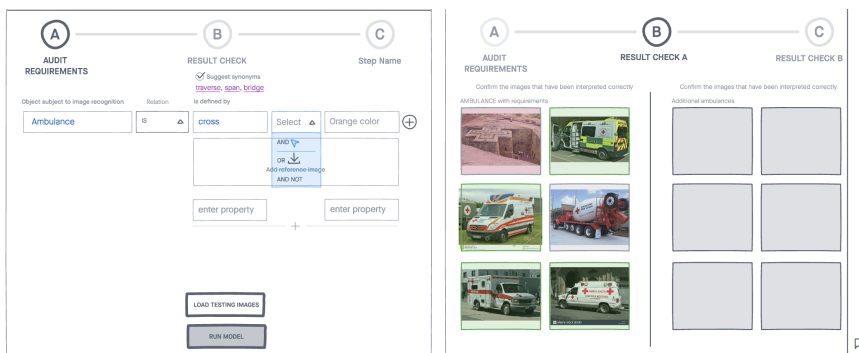 A
B
C
AUDIT
REQUIREMENTS
RESULT CHECK
Step Name
Suggest synonyms
traverse, span, bridge
Object subject to image recognition
Relation
is defined by
Ambulance
IS
cross
Select
Orange color
AND
OR
Add reference image
AND NOT
enter property
enter property
LOAD TESTING IMAGES
RUN MODEL
A
B
C
AUDIT
REQUIREMENTS
RESULT CHECK A
RESULT CHECK B
Confirm the images that have been interpreted correctly
Confirm the images that have been interpreted correctly
AMBULANCE with requirements
Additional ambulances